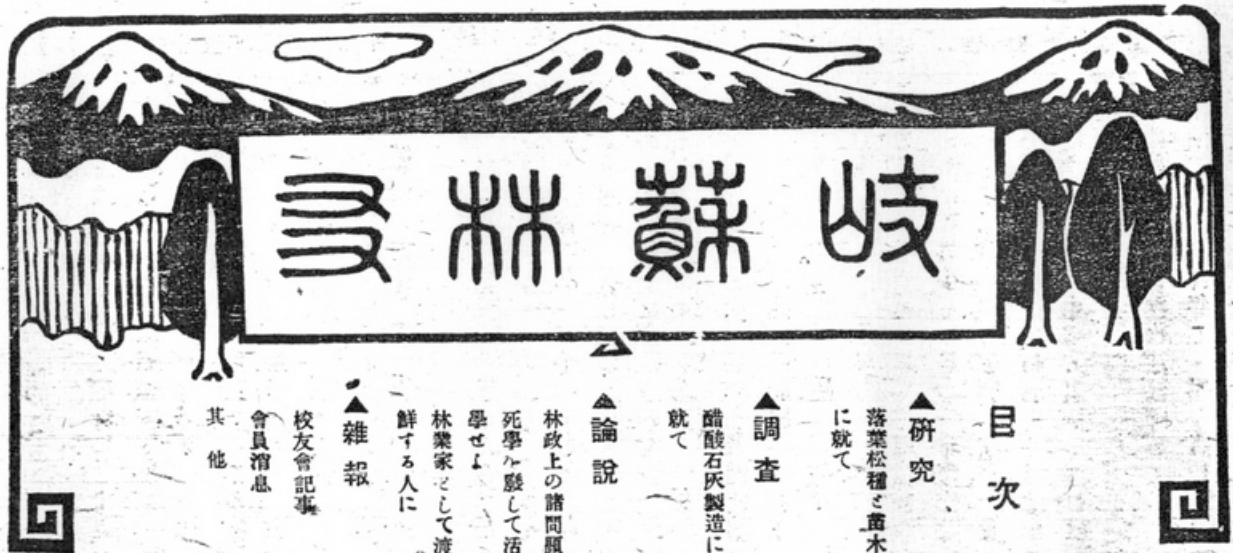 岐蘇林友
目次
▲研究
落葉松種と苗木
に就て
▲調査
醋酸石灰製造に
就て
▲論説
林政上の諸問題
死學を廢して活
學せよ
林業家として渡
鮮する人に
▲雜報
校友會記事
會員消息
其他